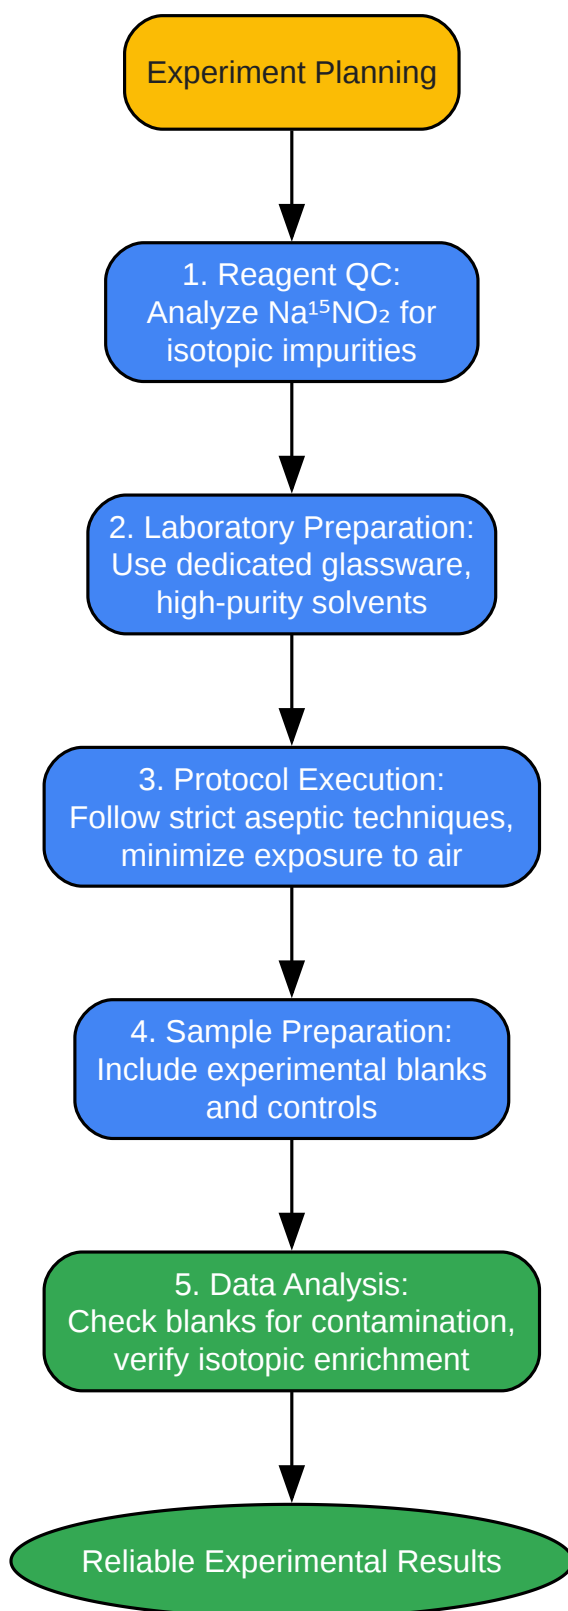 Experiment Planning
1. Reagent QC:
Analyze Na¹⁵NO₂ for
isotopic impurities
2. Laboratory Preparation:
Use dedicated glassware,
high-purity solvents
3. Protocol Execution:
Follow strict aseptic techniques,
minimize exposure to air
4. Sample Preparation:
Include experimental blanks
and controls
5. Data Analysis:
Check blanks for contamination,
verify isotopic enrichment
Reliable Experimental Results